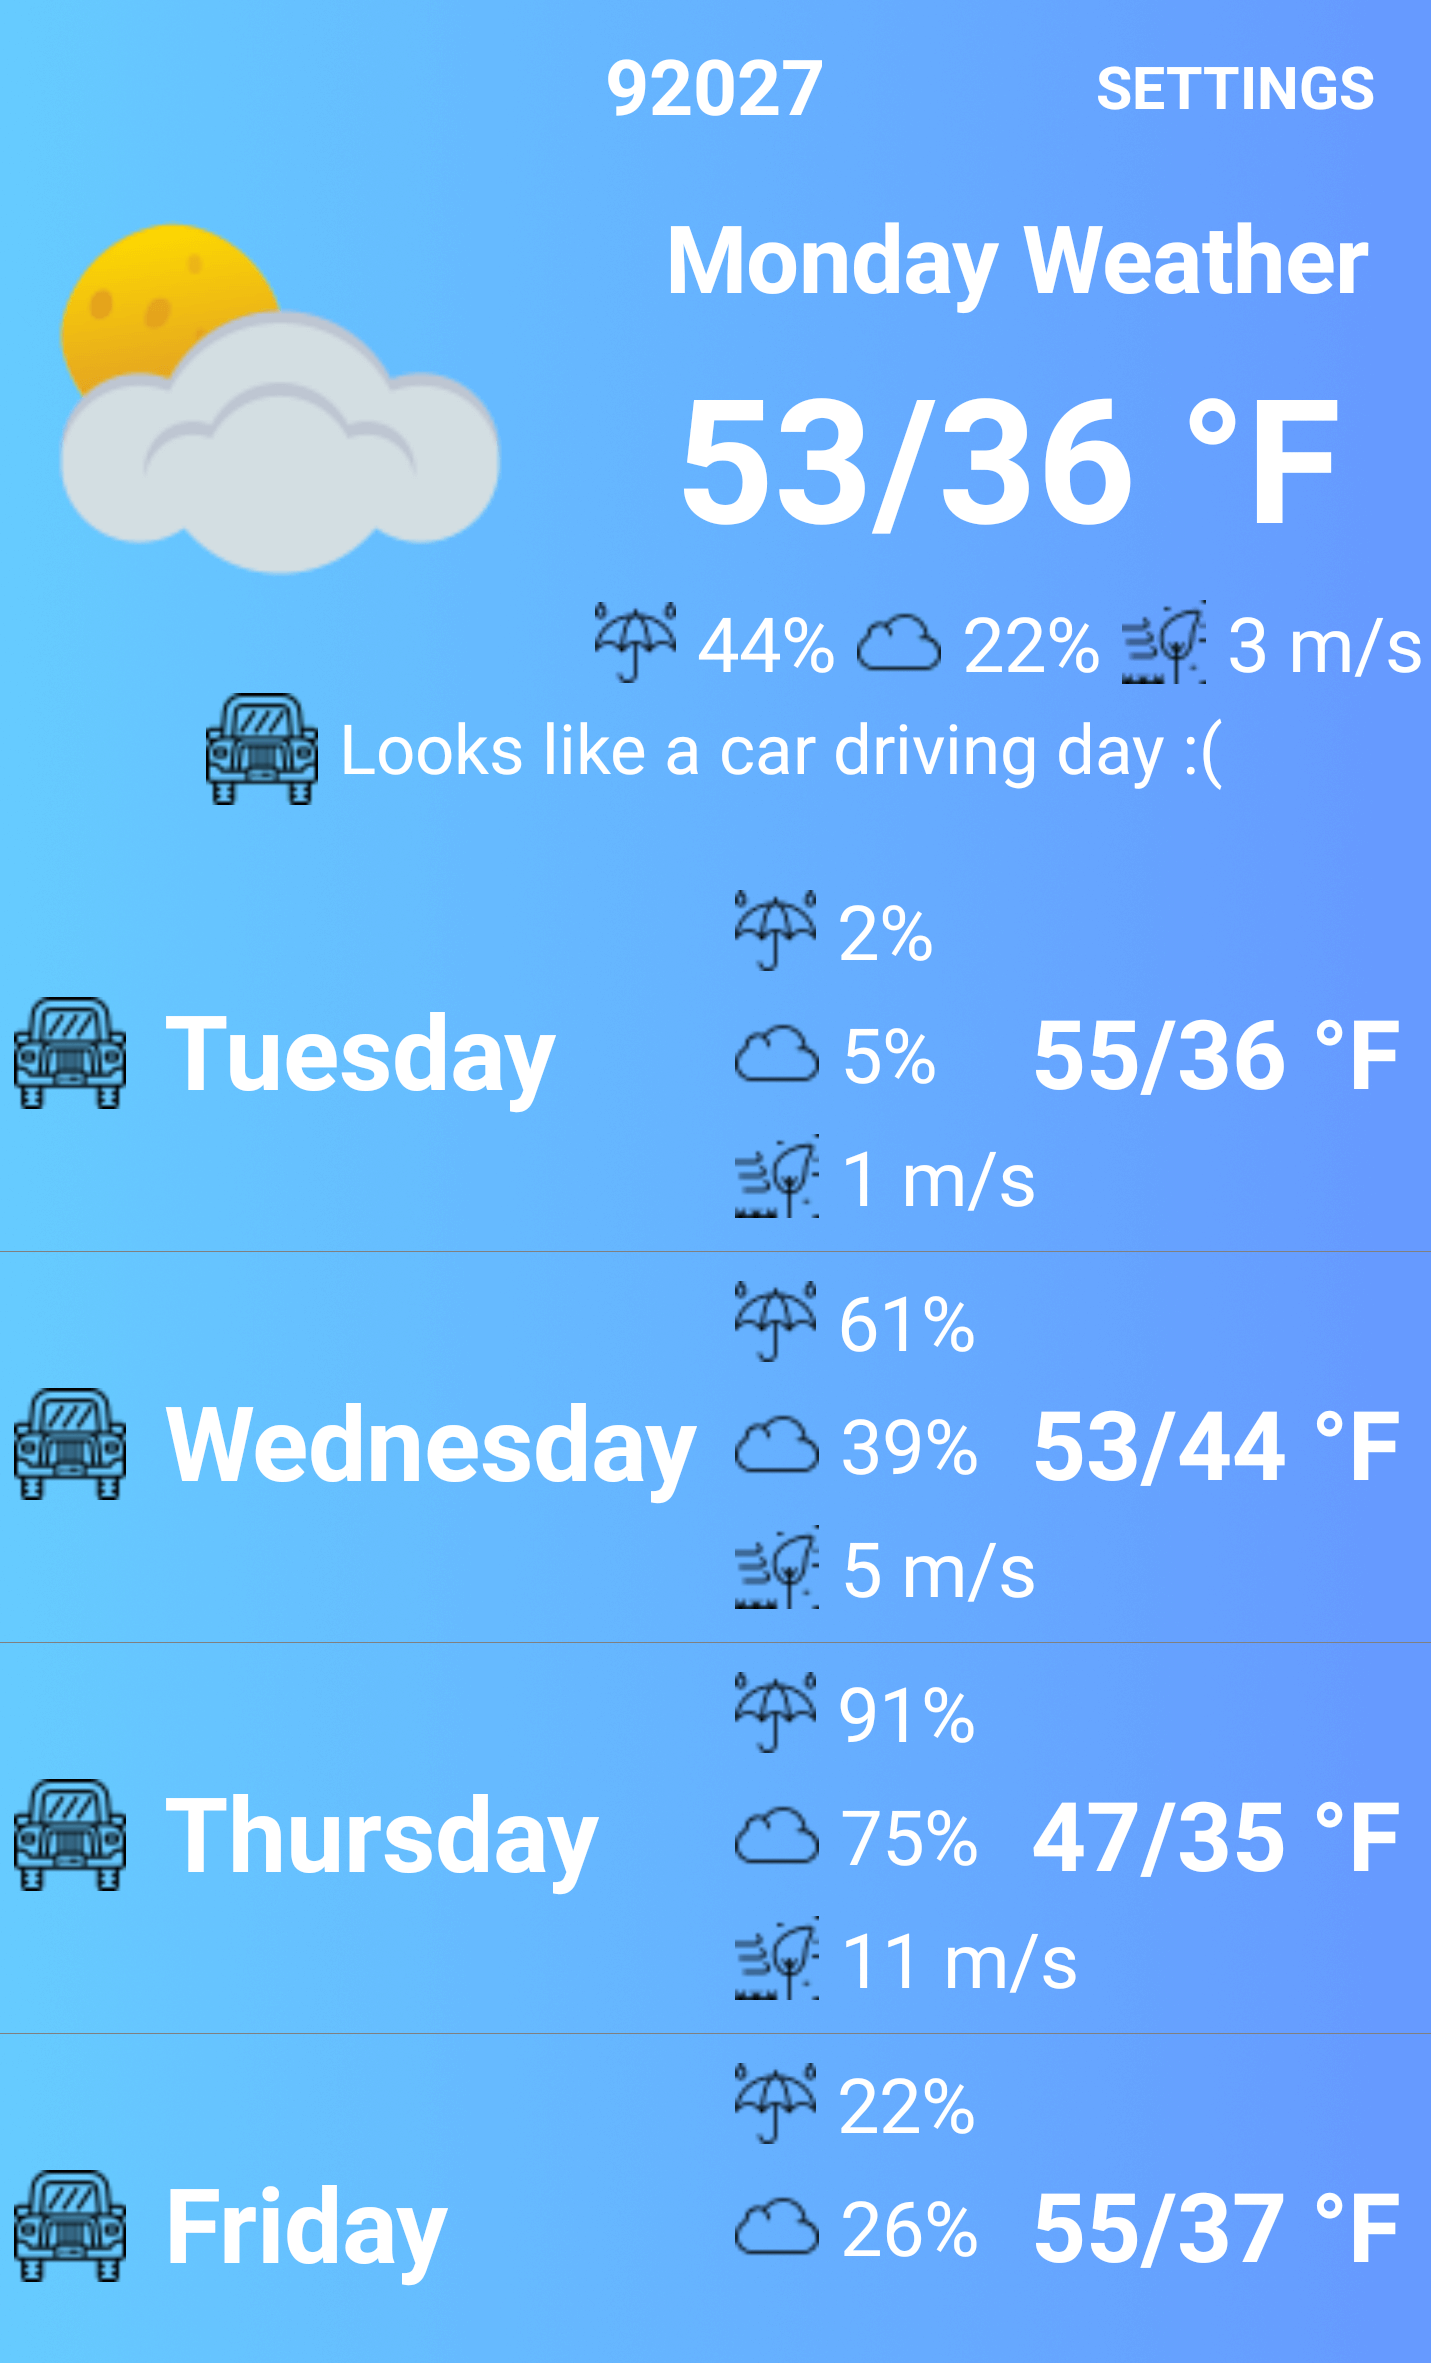 92027 SETTINGS
Monday Weather
53/36 °F
44% 22% 3 m/s
Looks like a car driving day :(
2%
Tuesday 5% 55/36 °F
1 m/s
61%
Wednesday 39% 53/44 °F
5 m/s
91%
Thursday 75% 47/35 °F
11 m/s
22%
Friday 26% 55/37 °F